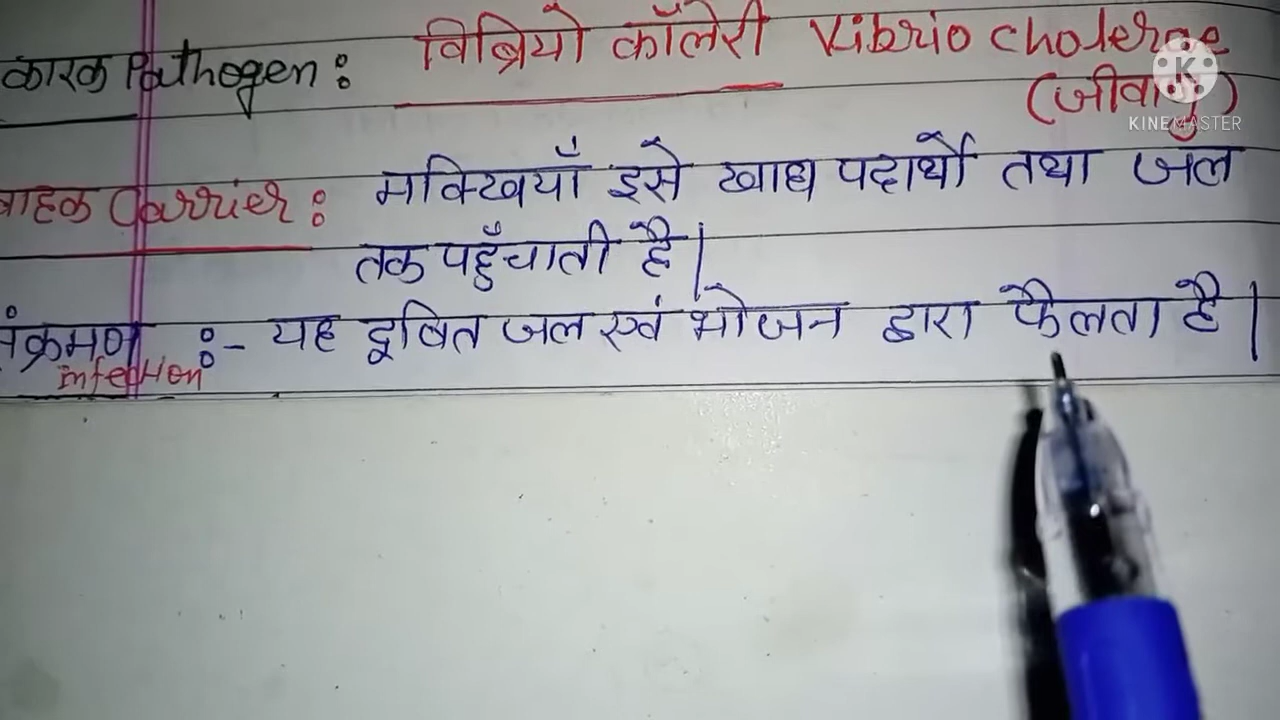 कारक Pathogen : विब्रियो कॉलेरी Vibrio cholerae
(जीवाणु)
KINEMASTER
वाहक Carrier : मक्खियाँ इसे खाद्य पदार्थों तथा जल
तक पहुँचाती है।
संक्रमण :- यह दूषित जल एवं भोजन द्वारा फैलता है।
infection